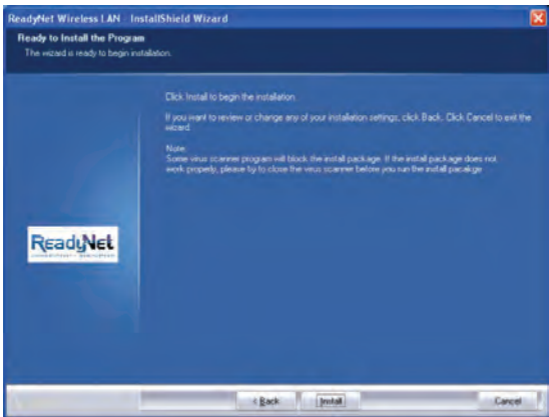 ReadyNet Wireless LAN - InstallShield Wizard
Ready to Install the Program
The wizard is ready to begin installation.
Click Install to begin the installation.
If you want to review or change any of your installation settings, click Back. Click Cancel to exit the
wizard.
Note:
Some virus scanner program will block the install package. If the install package does not
work properly, please try to close the virus scanner before you run the install pacakge
ReadyNet
< Back
Install
Cancel